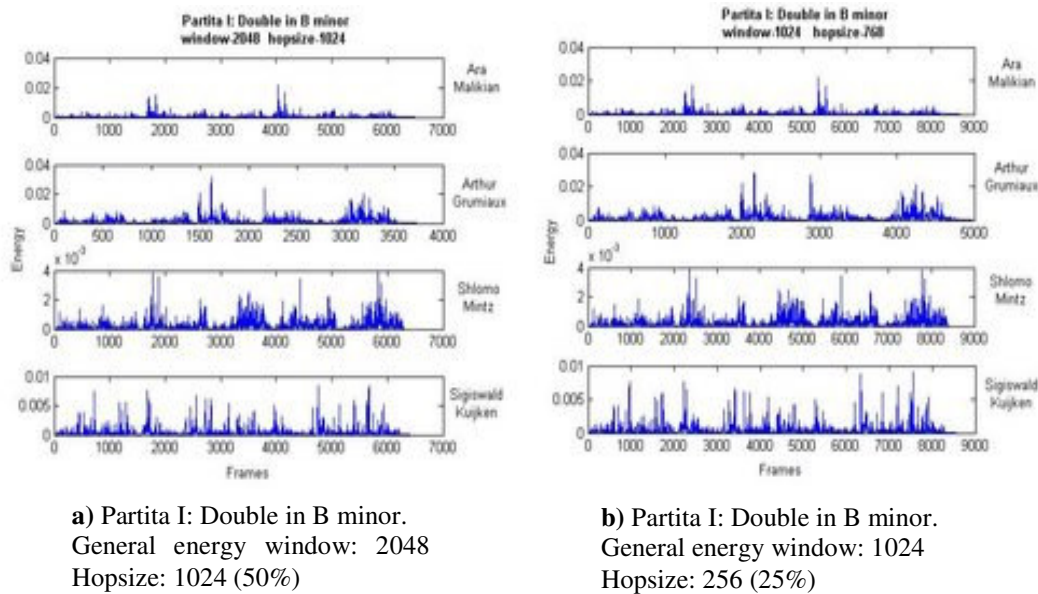 Partita I: Double in B minor
window-2048 hopsize-1024
0.04
0.02
0
0 1000 2000 3000 4000 5000 6000 7000
Ara
Malikian
0.04
0.02
0
0 500 1000 1500 2000 2500 3000 3500 4000
Arthur
Grumiaux
Energy
x 10⁻³
4
2
0
0 1000 2000 3000 4000 5000 6000 7000
Shlomo
Mintz
0.01
0.005
0
0 1000 2000 3000 4000 5000 6000 7000
Sigiswald
Kuijken
Frames
a) Partita I: Double in B minor.
General energy window: 2048
Hopsize: 1024 (50%)
Partita I: Double in B minor
window-1024 hopsize-768
0.04
0.02
0
0 1000 2000 3000 4000 5000 6000 7000 8000 9000
Ara
Malikian
0.04
0.02
0
0 1000 2000 3000 4000 5000
Arthur
Grumiaux
Energy
x 10⁻³
4
2
0
0 1000 2000 3000 4000 5000 6000 7000 8000 9000
Shlomo
Mintz
0.01
0.005
0
0 1000 2000 3000 4000 5000 6000 7000 8000 9000
Sigiswald
Kuijken
Frames
b) Partita I: Double in B minor.
General energy window: 1024
Hopsize: 256 (25%)